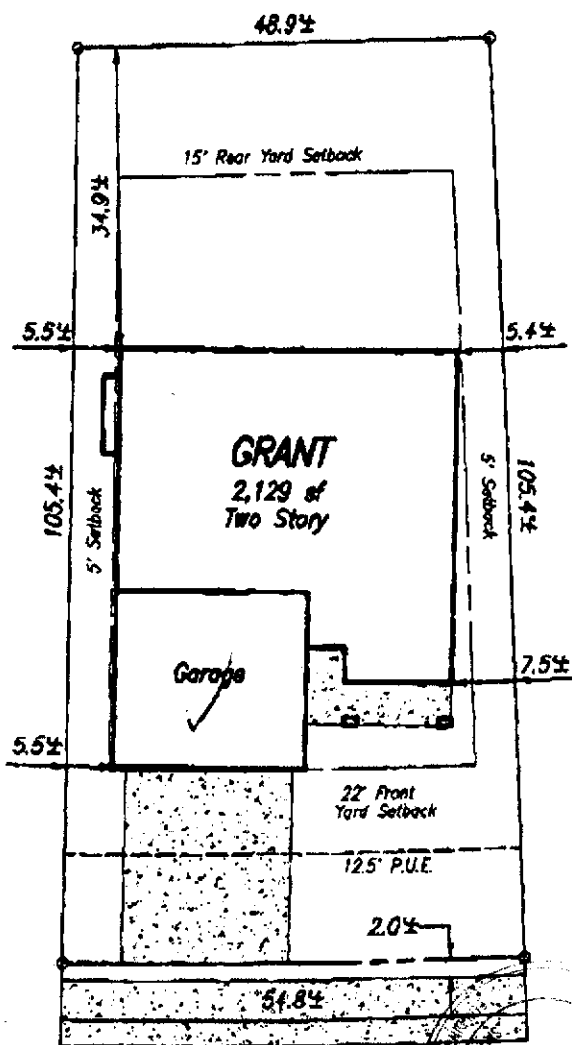 48.9'±
15' Rear Yard Setback
34.9'±
5.5'±
5.4'±
GRANT
2,129 sf
Two Story
105.4'±
5' Setback
5' Setback
105.4'±
Garage
7.5'±
5.5'±
22' Front
Yard Setback
12.5' P.U.E.
2.0'±
54.8'±